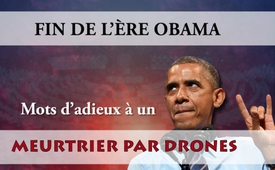 FIN DE L’ÈRE OBAMA
Mots d’adieux à un
MEURTRIER PAR DRONES